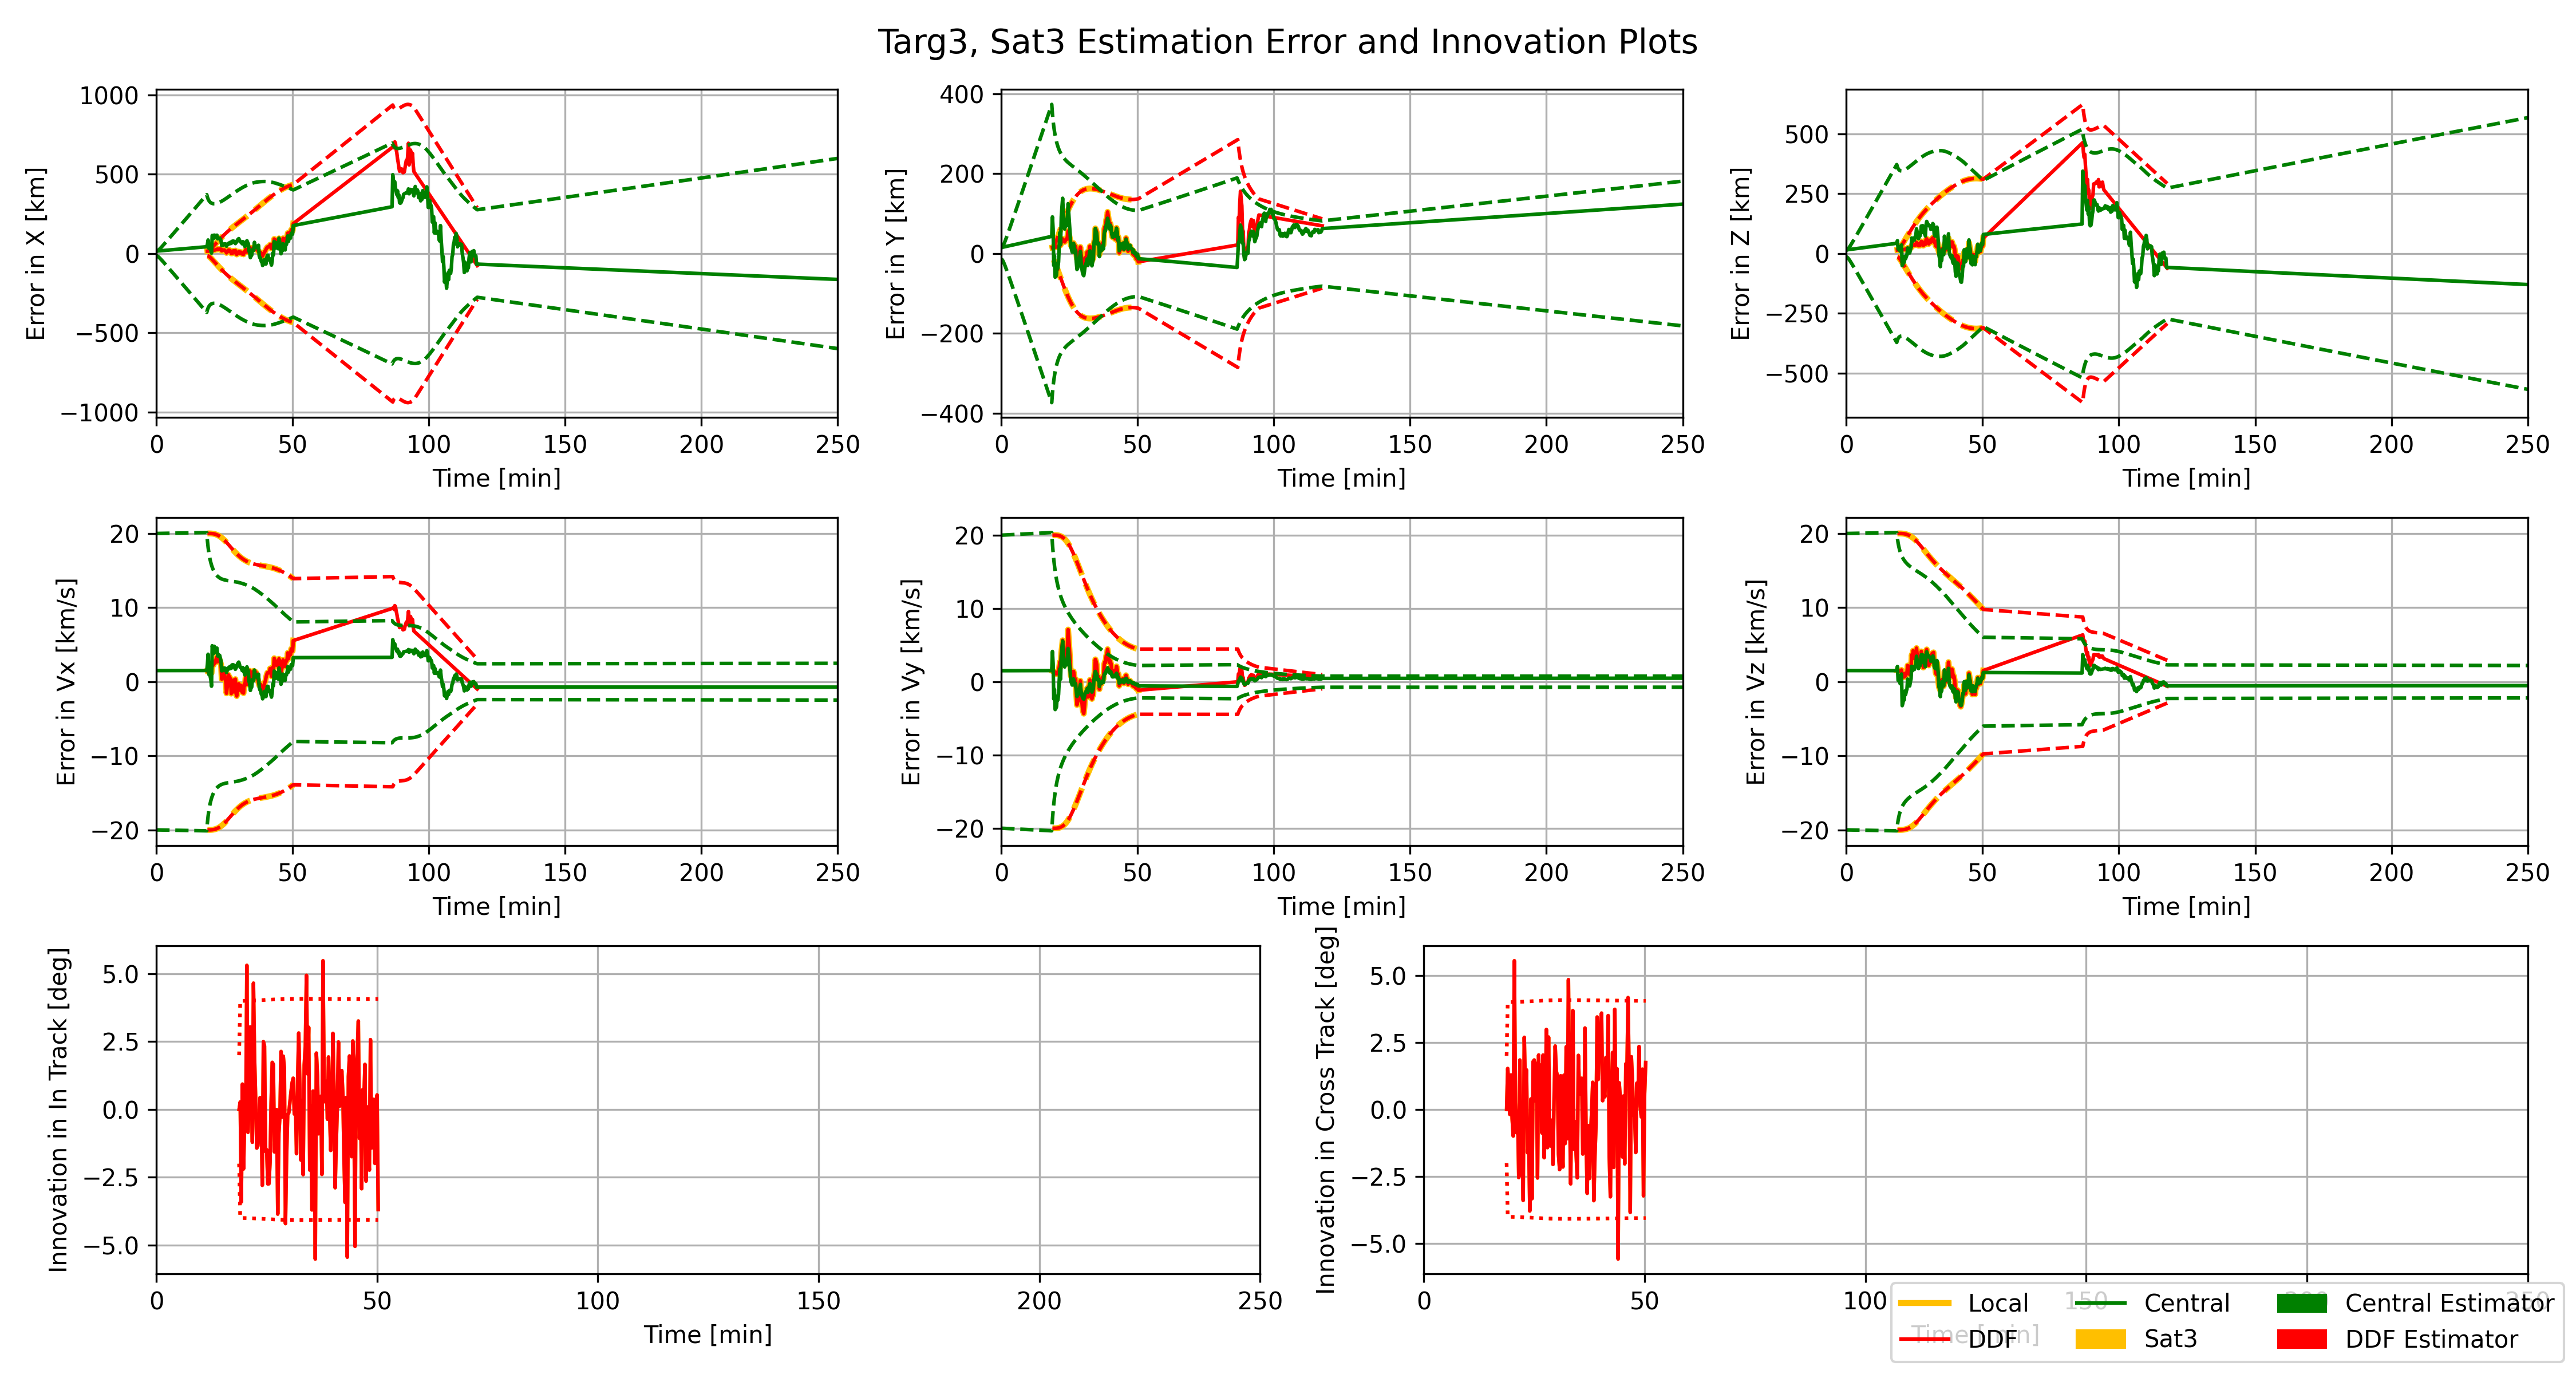 Targ3, Sat3 Estimation Error and Innovation Plots
Error in X [km]
1000
500
0
−500
−1000
0 50 100 150 200 250
Time [min]
Error in Y [km]
400
200
0
−200
−400
0 50 100 150 200 250
Time [min]
Error in Z [km]
500
250
0
−250
−500
0 50 100 150 200 250
Time [min]
Error in Vx [km/s]
20
10
0
−10
−20
0 50 100 150 200 250
Time [min]
Error in Vy [km/s]
20
10
0
−10
−20
0 50 100 150 200 250
Time [min]
Error in Vz [km/s]
20
10
0
−10
−20
0 50 100 150 200 250
Time [min]
Innovation in In Track [deg]
5.0
2.5
0.0
−2.5
−5.0
0 50 100 150 200 250
Time [min]
Innovation in Cross Track [deg]
5.0
2.5
0.0
−2.5
−5.0
0 50 100 150 200 250
Time [min]
Local Central Central Estimator
DDF Sat3 DDF Estimator